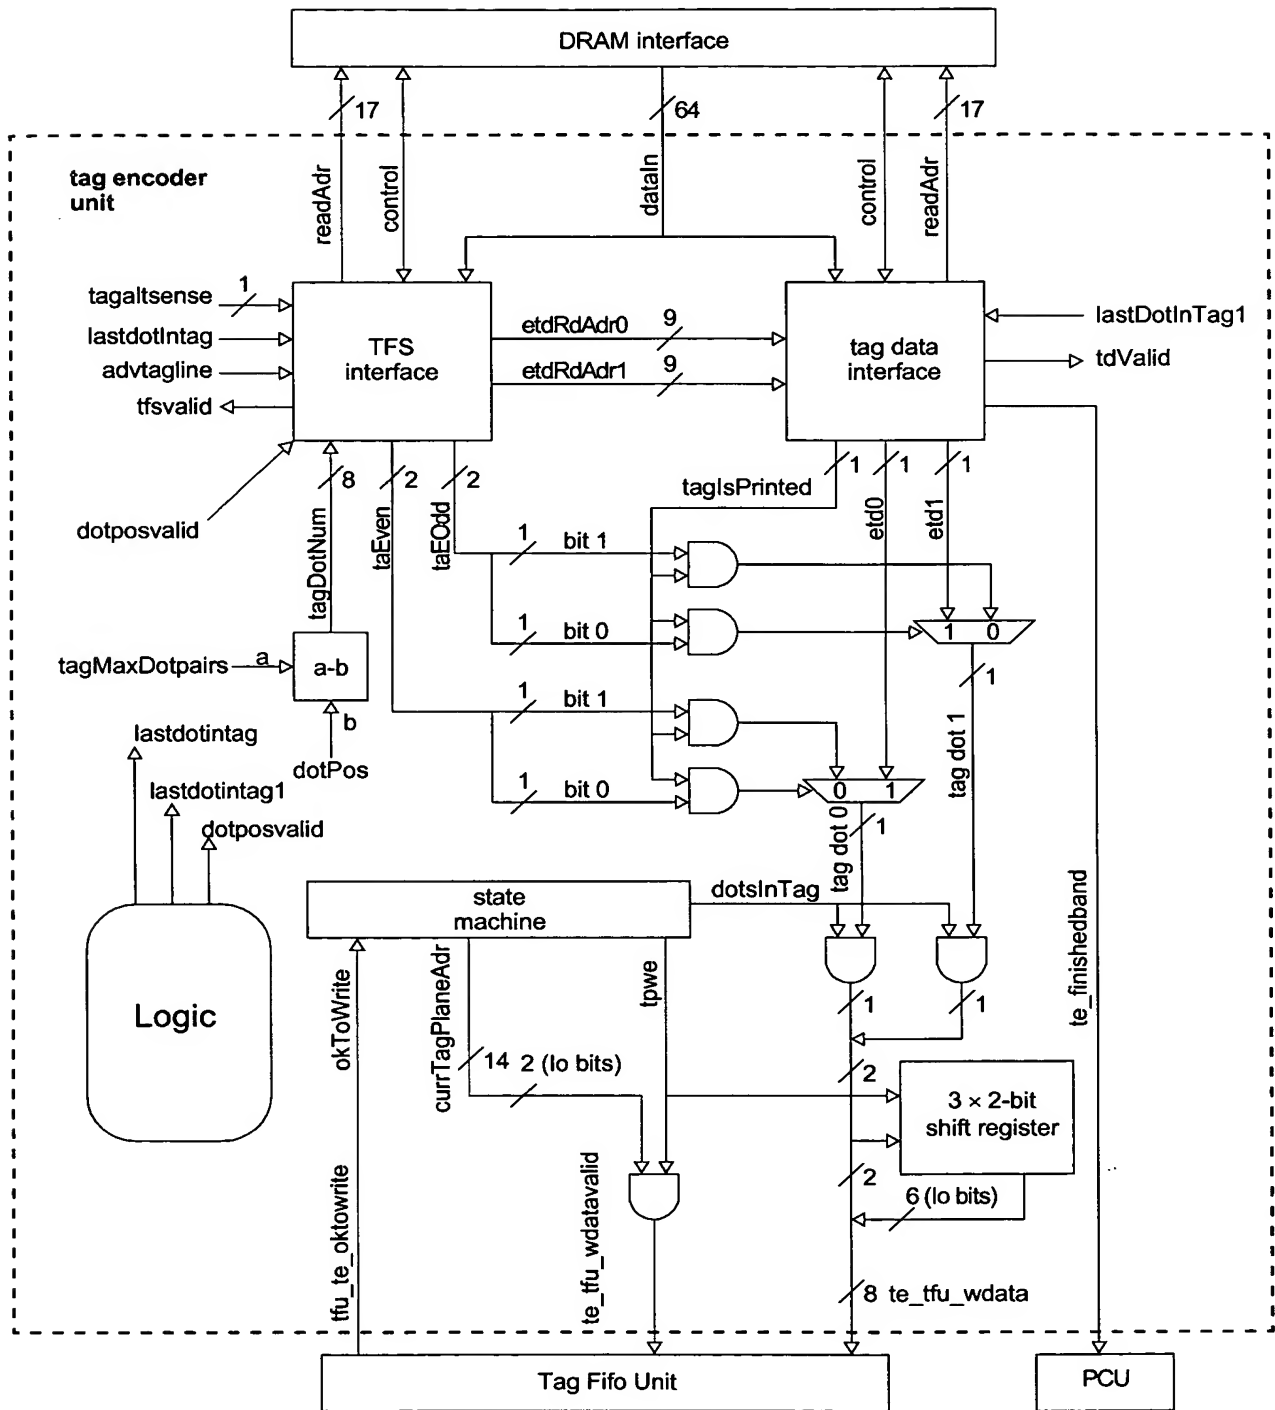 DRAM interface
17
64
17
tag encoder
unit
readAdr
control
dataIn
control
readAdr
tagaltsense
1
lastdotIntag
advtagline
tfsvalid
TFS
interface
etdRdAdr0
9
etdRdAdr1
9
tag data
interface
lastDotInTag1
tdValid
8
2
2
1
1
1
tagIsPrinted
dotposvalid
tagDotNum
taEven
taEOdd
etd0
etd1
1
bit 1
1
bit 0
1 0
1
tagMaxDotpairs
a
a-b
b
dotPos
1
bit 1
1
bit 0
0 1
1
tag dot 0
tag dot 1
lastdotintag
lastdotintag1
dotposvalid
state
machine
dotsInTag
Logic
okToWrite
currTagPlaneAdr
tpwe
te_finishedband
1
1
14
2 (lo bits)
2
3 × 2-bit
shift register
2
6 (lo bits)
tfu_te_oktowrite
te_tfu_wdatavalid
8
te_tfu_wdata
Tag Fifo Unit
PCU